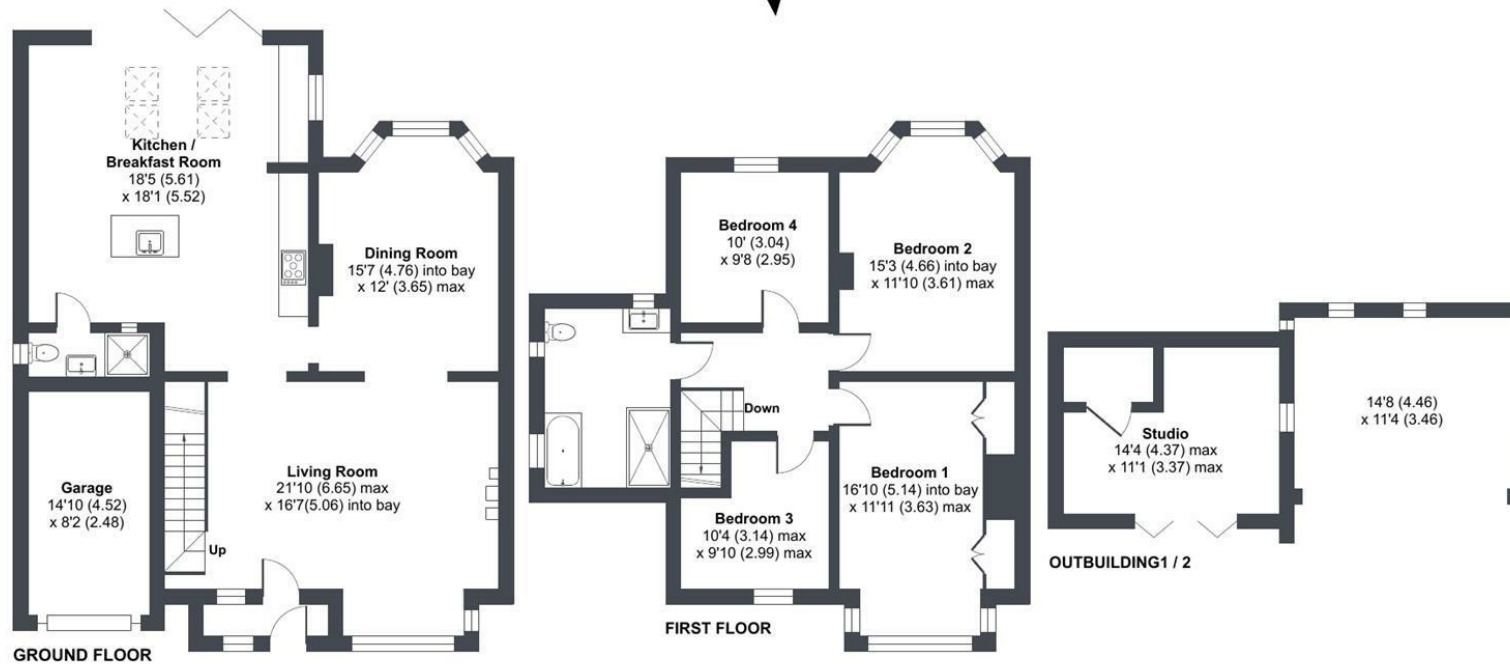 Kitchen /
Breakfast Room
18'5 (5.61)
x 18'1 (5.52)
Dining Room
15'7 (4.76) into bay
x 12' (3.65) max
Living Room
21'10 (6.65) max
x 16'7(5.06) into bay
Garage
14'10 (4.52)
x 8'2 (2.48)
Up
GROUND FLOOR
Bedroom 4
10' (3.04)
x 9'8 (2.95)
Bedroom 2
15'3 (4.66) into bay
x 11'10 (3.61) max
Down
Bedroom 1
16'10 (5.14) into bay
x 11'11 (3.63) max
Bedroom 3
10'4 (3.14) max
x 9'10 (2.99) max
FIRST FLOOR
Studio
14'4 (4.37) max
x 11'1 (3.37) max
14'8 (4.46)
x 11'4 (3.46)
OUTBUILDING1 / 2